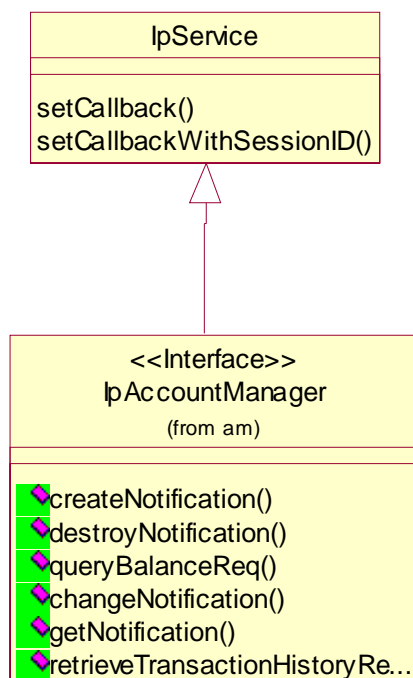 IpService
setCallback()
setCallbackWithSessionID()
<<Interface>>
IpAccountManager
(from am)
createNotification()
destroyNotification()
queryBalanceReq()
changeNotification()
getNotification()
retrieveTransactionHistoryRe...